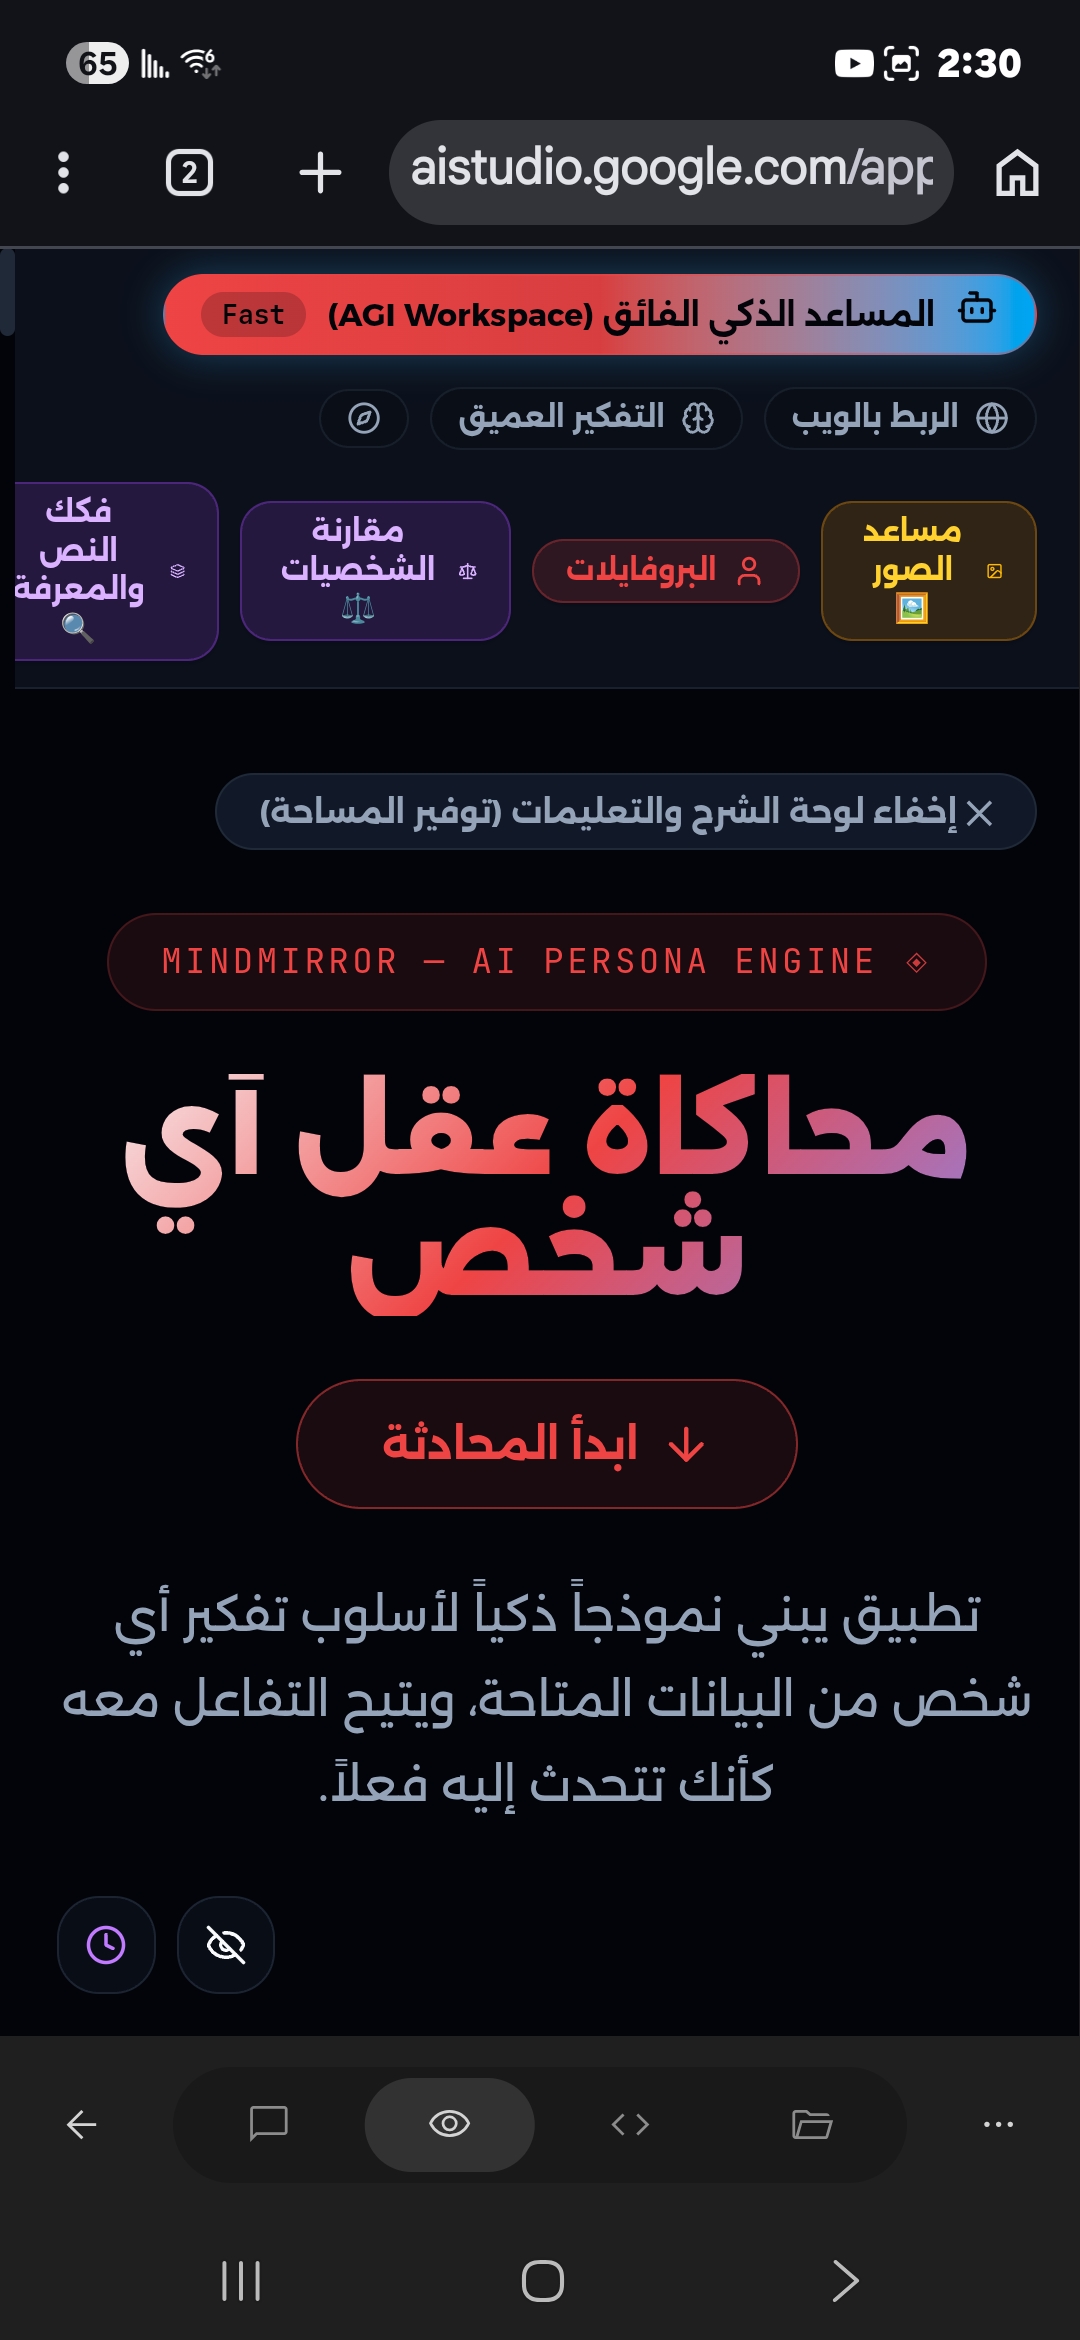 65
2:30
2
aistudio.google.com/app
المساعد الذكي الفائق (AGI Workspace) Fast
الربط بالويب
التفكير العميق
مساعد الصور 🖼️
البروفايلات
مقارنة الشخصيات ⚖️
فكك النص والمعرفة 🔍
إخفاء لوحة الشرح والتعليمات (توفير المساحة)
MINDMIRROR — AI PERSONA ENGINE ◈
محاكاة عقل أي
شخص
ابدأ المحادثة
تطبيق يبني نموذجاً ذكياً لأسلوب تفكير أي
شخص من البيانات المتاحة، ويتيح التفاعل معه
كأنك تتحدث إليه فعلاً.